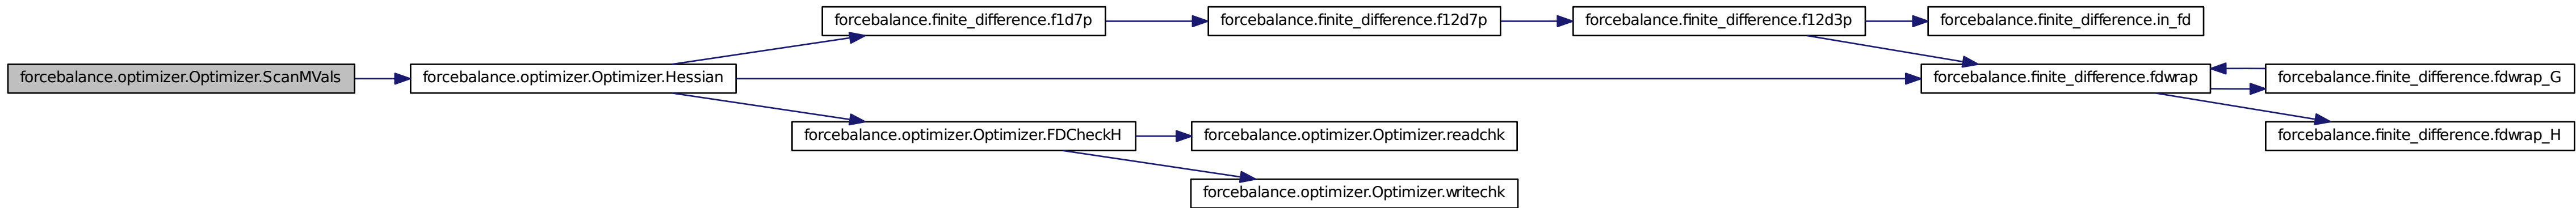 forcebalance.finite_difference.f1d7p
forcebalance.finite_difference.f12d7p
forcebalance.finite_difference.f12d3p
forcebalance.finite_difference.in_fd
forcebalance.optimizer.Optimizer.ScanMVals
forcebalance.optimizer.Optimizer.Hessian
forcebalance.finite_difference.fdwrap
forcebalance.finite_difference.fdwrap_G
forcebalance.optimizer.Optimizer.FDCheckH
forcebalance.optimizer.Optimizer.readchk
forcebalance.finite_difference.fdwrap_H
forcebalance.optimizer.Optimizer.writechk